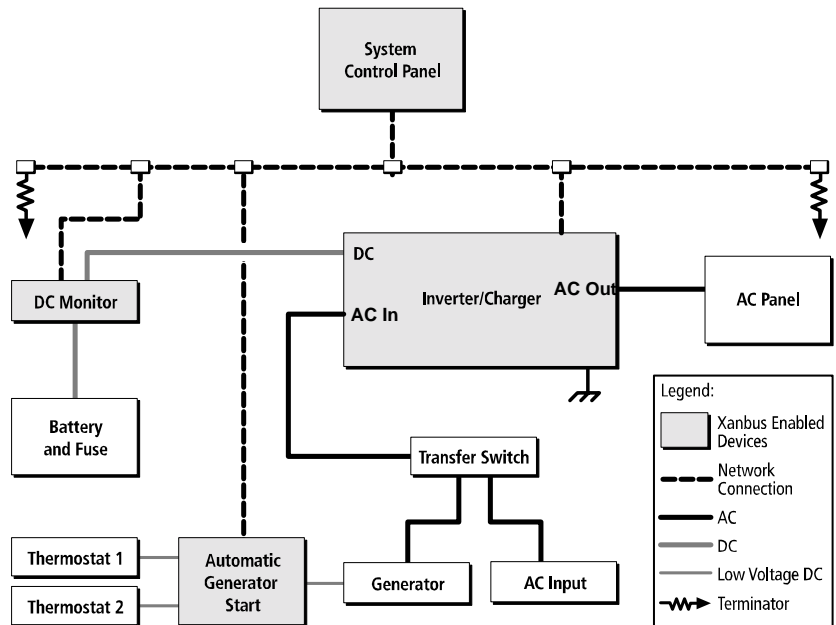 System
Control Panel
DC
AC In
Inverter/Charger
AC Out
AC Panel
DC Monitor
Battery
and Fuse
Transfer Switch
Thermostat 1
Thermostat 2
Automatic
Generator
Start
Generator
AC Input
Legend:
Xanbus Enabled
Devices
Network
Connection
AC
DC
Low Voltage DC
Terminator